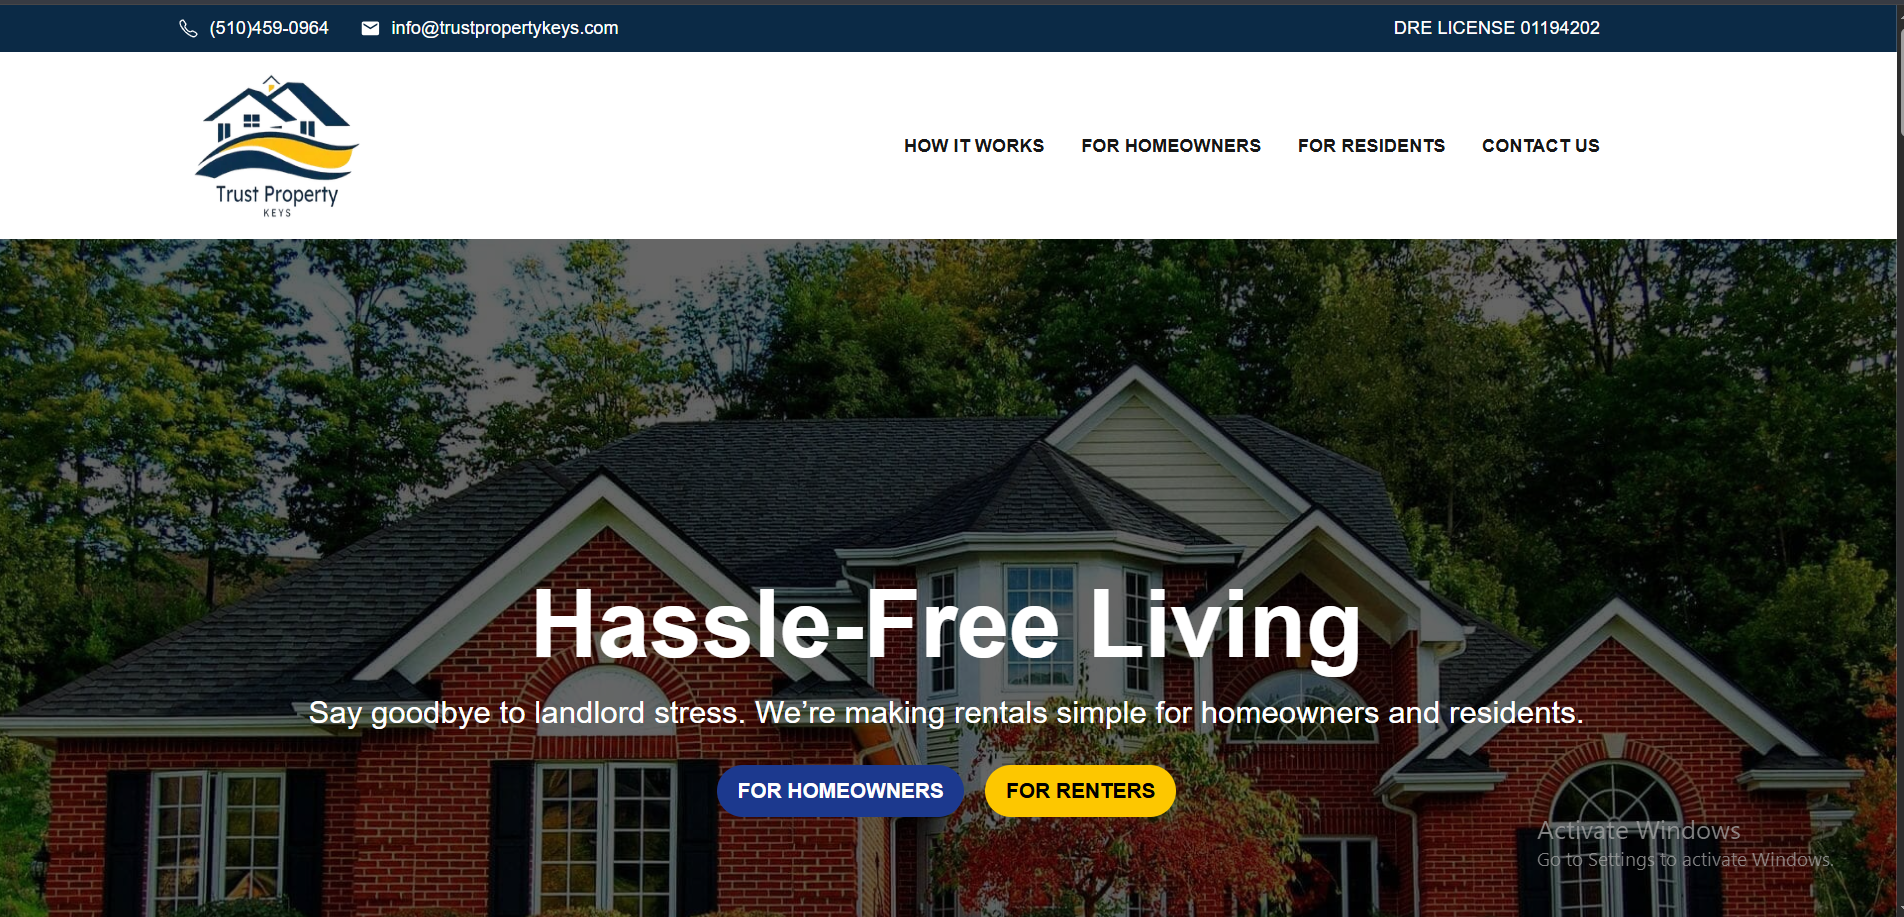 (510)459-0964 info@trustpropertykeys.com DRE LICENSE 01194202
Trust Property
KEYS
HOW IT WORKS FOR HOMEOWNERS FOR RESIDENTS CONTACT US
Hassle-Free Living
Say goodbye to landlord stress. We’re making rentals simple for homeowners and residents.
FOR HOMEOWNERS FOR RENTERS
Activate Windows
Go to Settings to activate Windows.